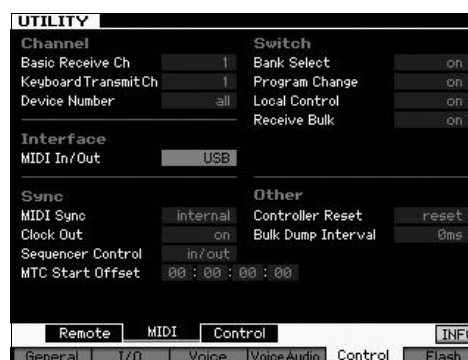 UTILITY
Channel
Basic Receive Ch 1
Keyboard Transmit Ch 1
Device Number all
Switch
Bank Select on
Program Change on
Local Control on
Receive Bulk on
Interface
MIDI In/Out USB
Sync
MIDI Sync internal
Clock Out on
Sequencer Control in/out
MTC Start Offset 00 : 00 : 00 : 00
Other
Controller Reset reset
Bulk Dump Interval 0ms
Remote MIDI Control INF
General I/O Voice VoiceAudio Control Flash